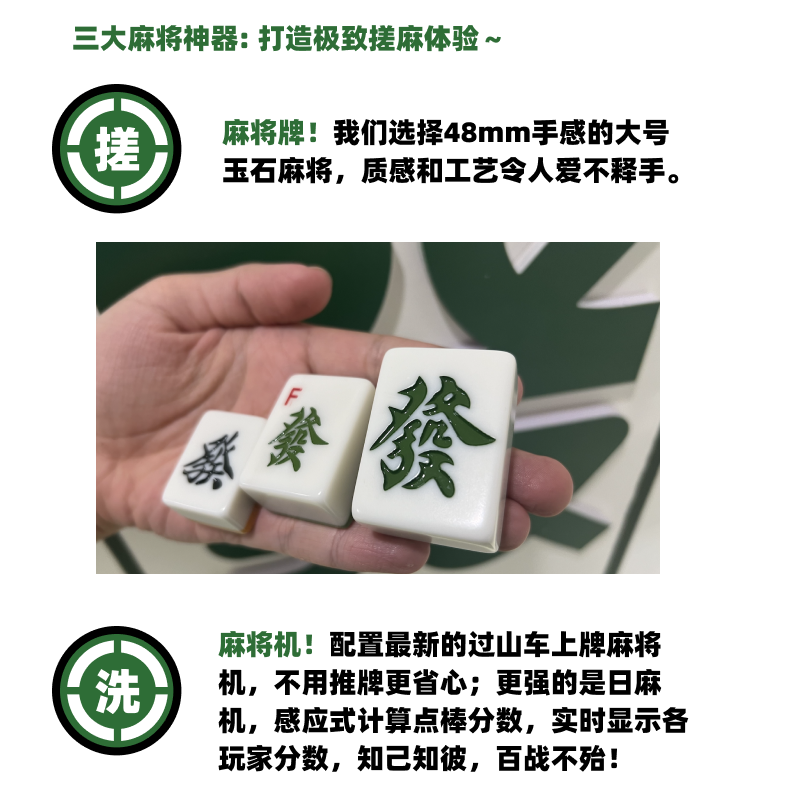 三大麻将神器: 打造极致搓麻体验~
搓
麻将牌！我们选择48mm手感的大号
玉石麻将，质感和工艺令人爱不释手。
發
F
發
發
洗
麻将机！配置最新的过山车上牌麻将
机，不用推牌更省心；更强的是日麻
机，感应式计算点棒分数，实时显示各
玩家分数，知己知彼，百战不殆！